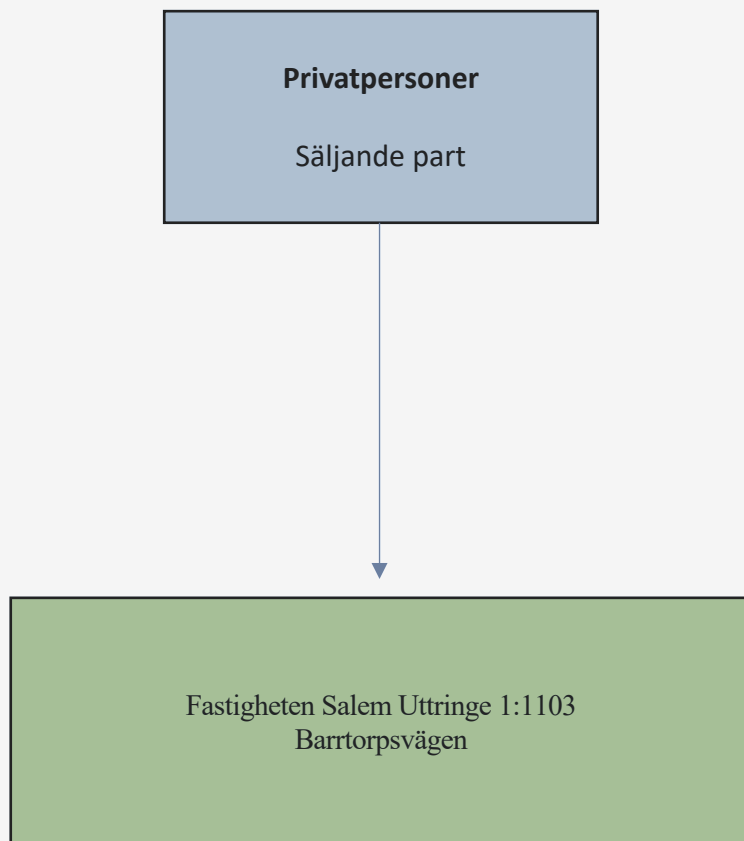 Privatpersoner
Säljande part
Fastigheten Salem Uttringe 1:1103
Barrtorpsvägen